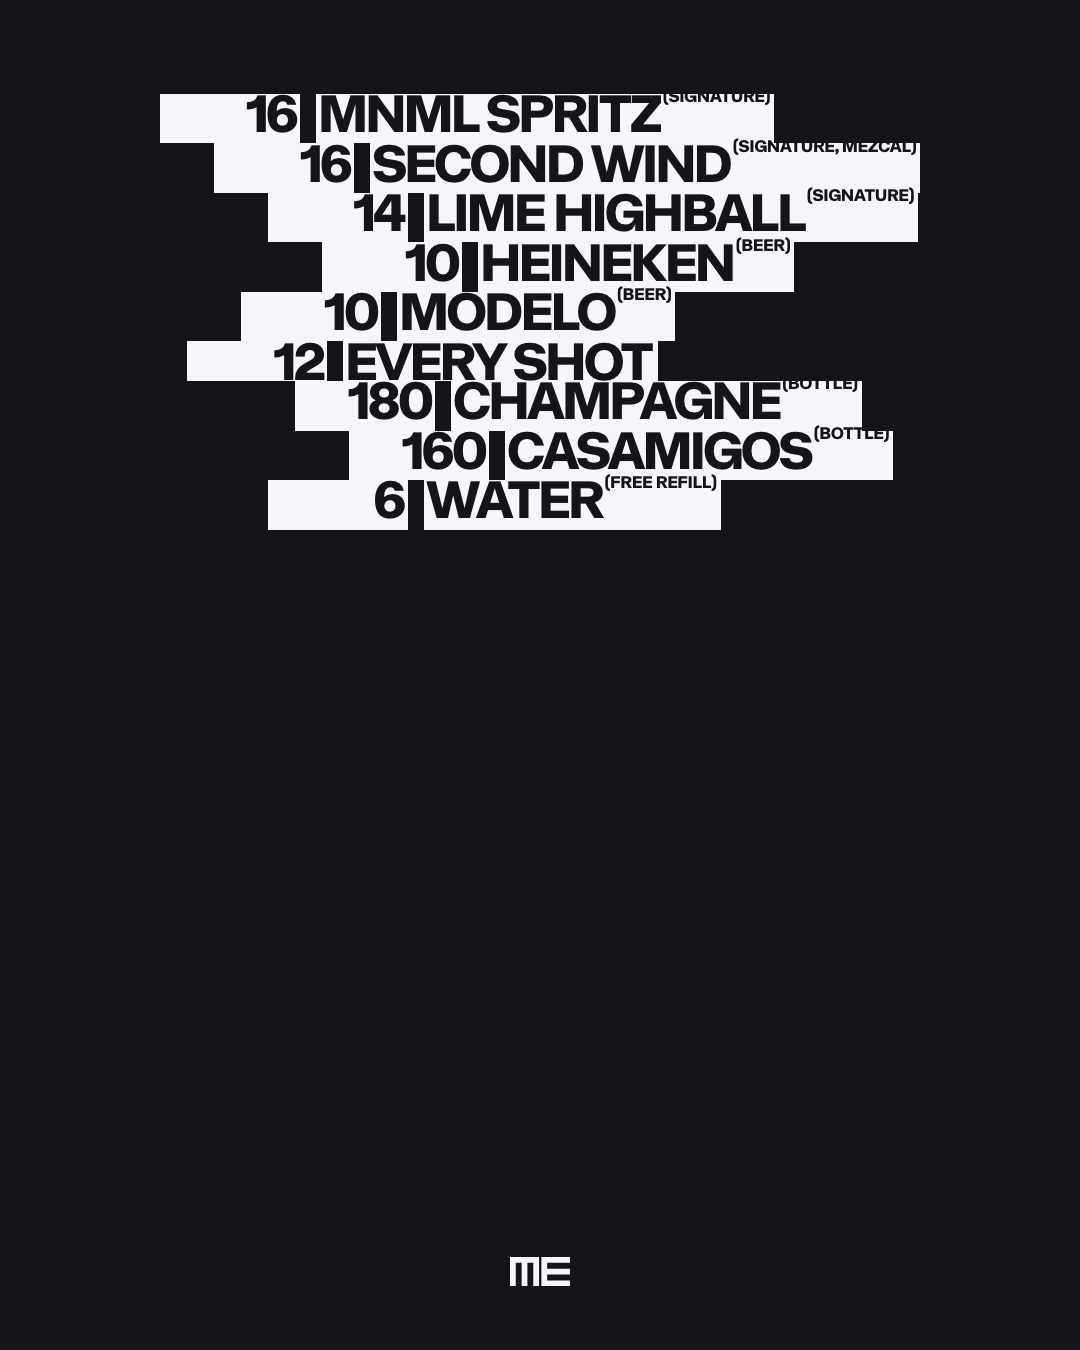 16 MNML SPRITZ (SIGNATURE)
16 SECOND WIND (SIGNATURE, MEZCAL)
14 LIME HIGHBALL (SIGNATURE)
10 HEINEKEN (BEER)
10 MODELO (BEER)
12 EVERY SHOT
180 CHAMPAGNE (BOTTLE)
160 CASAMIGOS (BOTTLE)
6 WATER (FREE REFILL)
ME